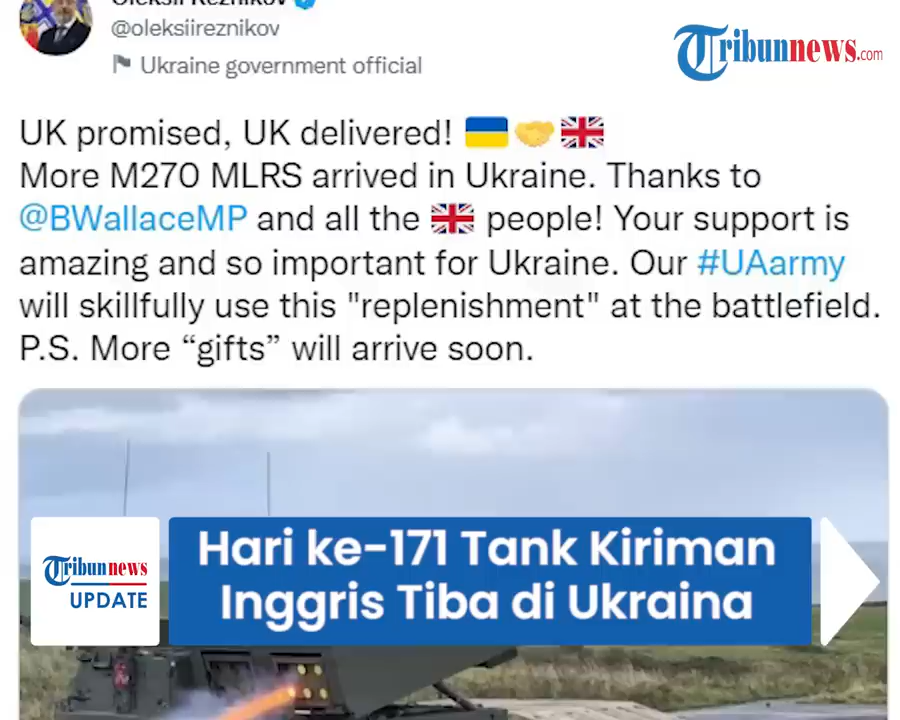 Oleksii Reznikov
@oleksiireznikov
Ukraine government official
Tribunnews.com
UK promised, UK delivered! 🇺🇦🤝🇬🇧
More M270 MLRS arrived in Ukraine. Thanks to
@BWallaceMP and all the 🇬🇧 people! Your support is
amazing and so important for Ukraine. Our #UAarmy
will skillfully use this "replenishment" at the battlefield.
P.S. More “gifts” will arrive soon.
Tribunnews
UPDATE
Hari ke-171 Tank Kiriman
Inggris Tiba di Ukraina